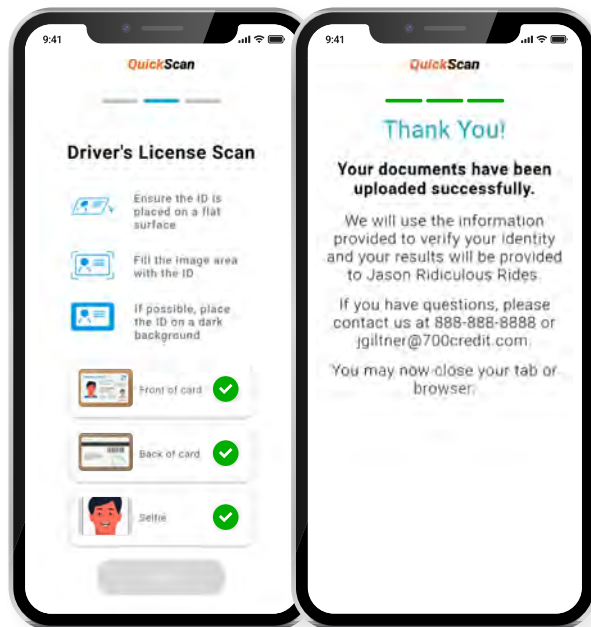 9:41
QuickScan
Driver's License Scan
Ensure the ID is
placed on a flat
surface
Fill the image area
with the ID
If possible, place
the ID on a dark
background
Front of card
Back of card
Selfie
9:41
QuickScan
Thank You!
Your documents have been
uploaded successfully.
We will use the information
provided to verify your identity
and your results will be provided
to Jason Ridiculous Rides.
If you have questions, please
contact us at 888-888-8888 or
jgiltner@700credit.com.
You may now close your tab or
browser.